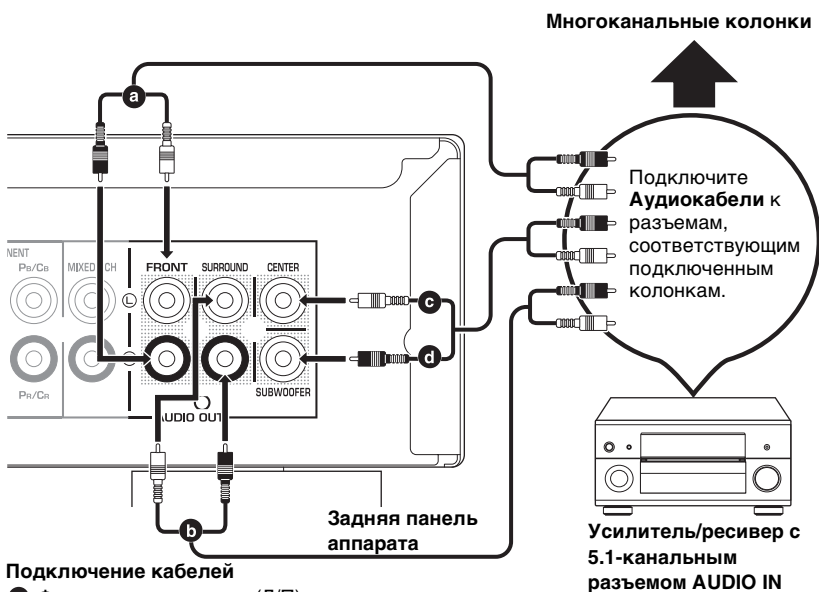 Многоканальные колонки
a
Подключите
Аудиокабели к
разъемам,
соответствующим
подключенным
колонкам.
NENT
PB/CB
MIXED 2CH
FRONT
SURROUND
CENTER
L
c
d
PR/CR
SUBWOOFER
AUDIO OUT
b
Задняя панель
аппарата
Усилитель/ресивер с
5.1-канальным
разъемом AUDIO IN
Подключение кабелей
(Л/П)